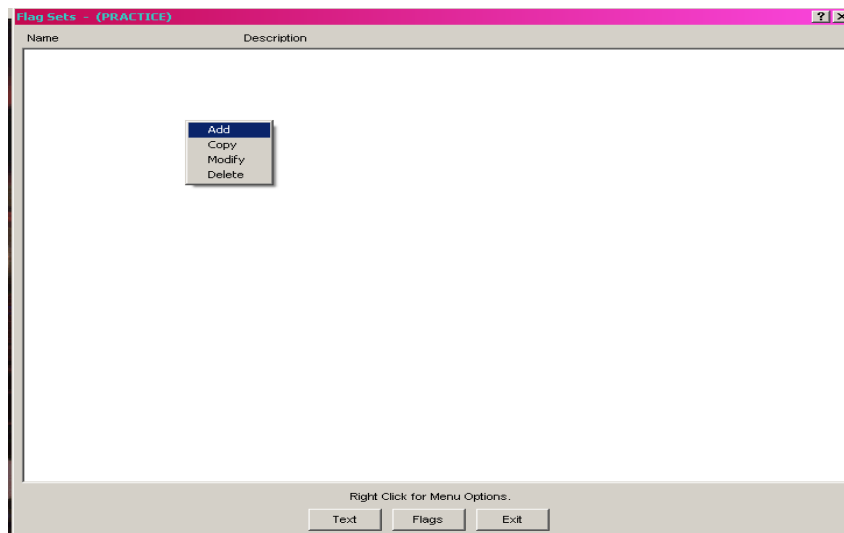 Flag Sets - (PRACTICE)
Name Description
Add
Copy
Modify
Delete
Right Click for Menu Options.
Text Flags Exit